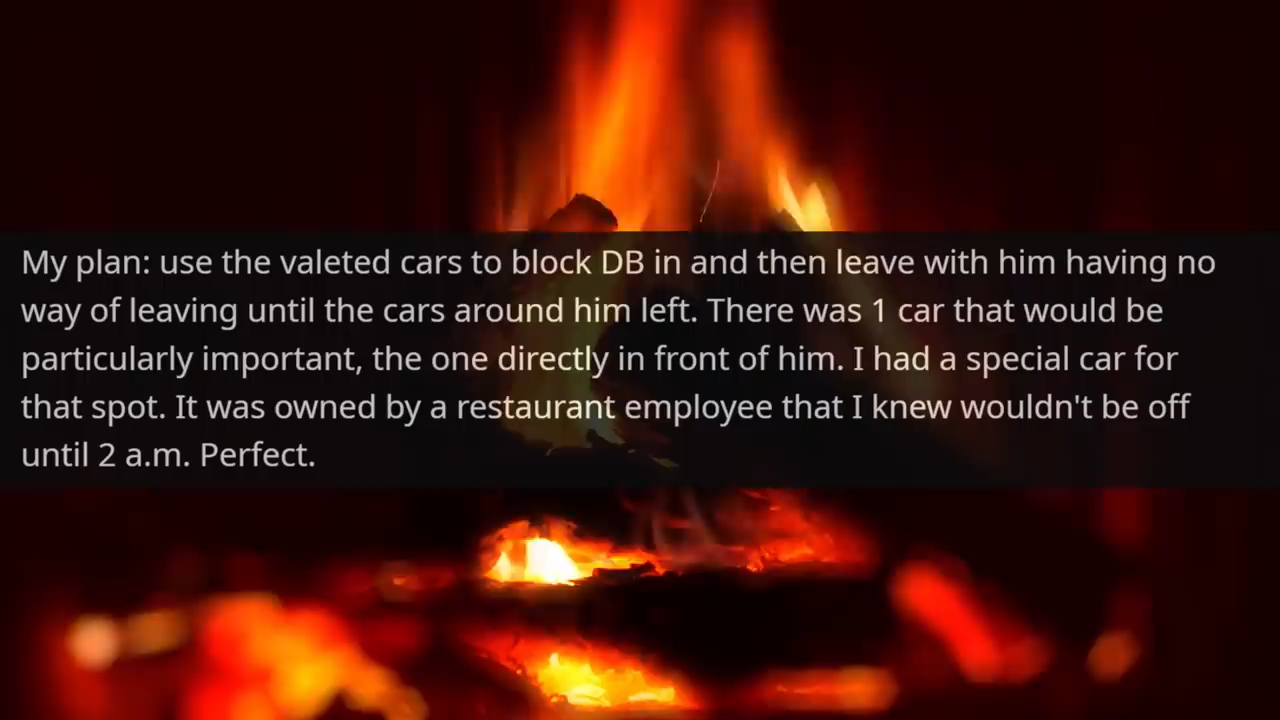 My plan: use the valeted cars to block DB in and then leave with him having no
way of leaving until the cars around him left. There was 1 car that would be
particularly important, the one directly in front of him. I had a special car for
that spot. It was owned by a restaurant employee that I knew wouldn't be off
until 2 a.m. Perfect.